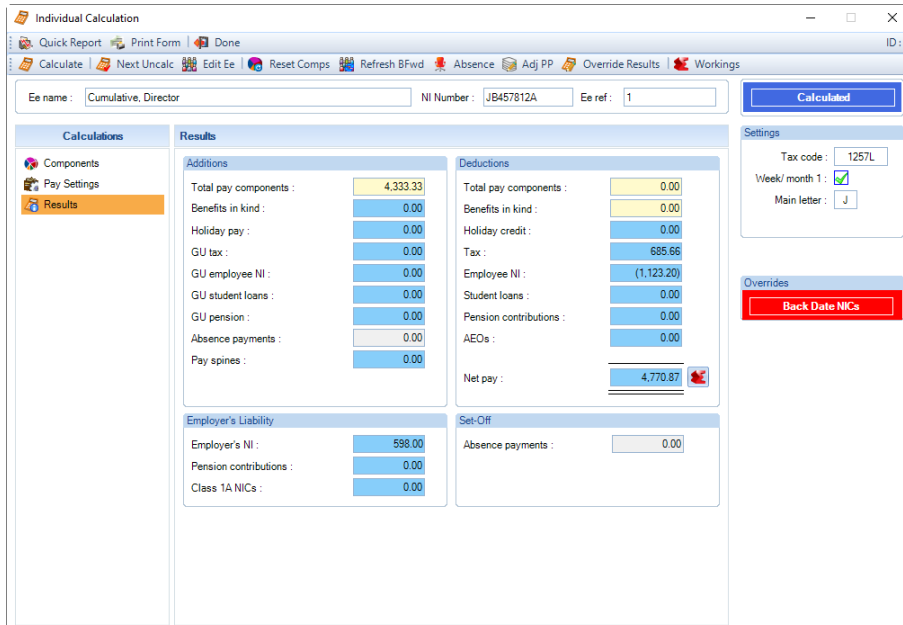 Individual Calculation
Quick Report Print Form Done ID:
Calculate Next Uncalc Edit Ee Reset Comps Refresh BFwd Absence Adj PP Override Results Workings
Ee name : Cumulative, Director NI Number : JB457812A Ee ref : 1
Calculated
Calculations
Components
Pay Settings
Results
Results
Additions
Total pay components : 4,333.33
Benefits in kind : 0.00
Holiday pay : 0.00
GU tax : 0.00
GU employee NI : 0.00
GU student loans : 0.00
GU pension : 0.00
Absence payments : 0.00
Pay spines : 0.00
Deductions
Total pay components : 0.00
Benefits in kind : 0.00
Holiday credit : 0.00
Tax : 685.66
Employee NI : (1,123.20)
Student loans : 0.00
Pension contributions : 0.00
AEOs : 0.00
Net pay : 4,770.87
Employer's Liability
Employer's NI : 598.00
Pension contributions : 0.00
Class 1A NICs : 0.00
Set-Off
Absence payments : 0.00
Settings
Tax code : 1257L
Week/ month 1 :
Main letter : J
Overrides
Back Date NICs